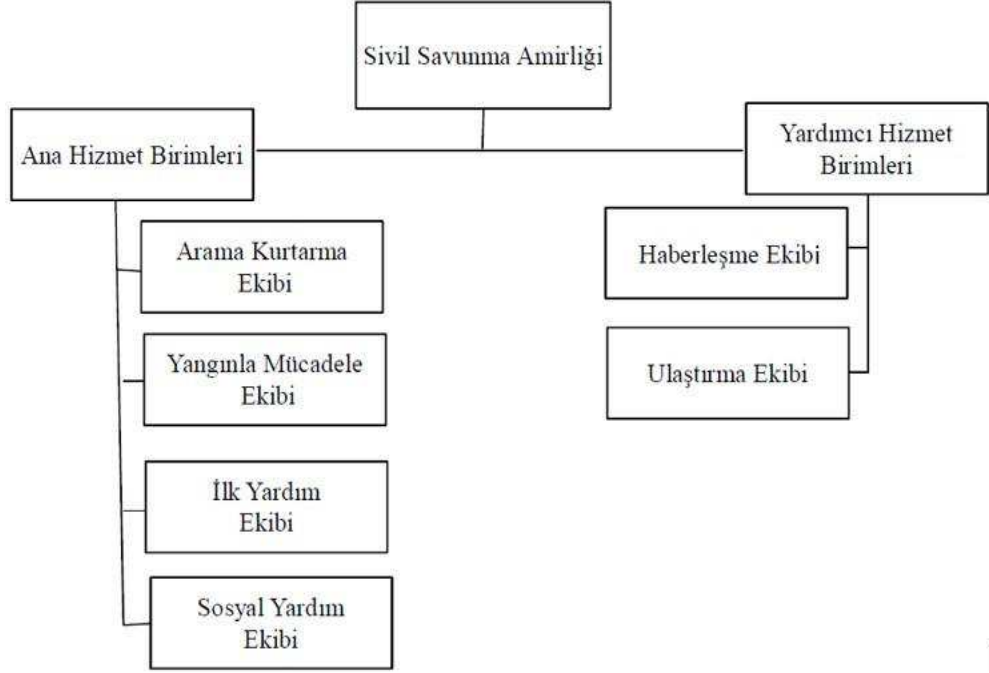 Sivil Savunma Amirliği
Ana Hizmet Birimleri
Yardımcı Hizmet
Birimleri
Arama Kurtarma
Ekibi
Yangınla Mücadele
Ekibi
İlk Yardım
Ekibi
Sosyal Yardım
Ekibi
Haberleşme Ekibi
Ulaştırma Ekibi